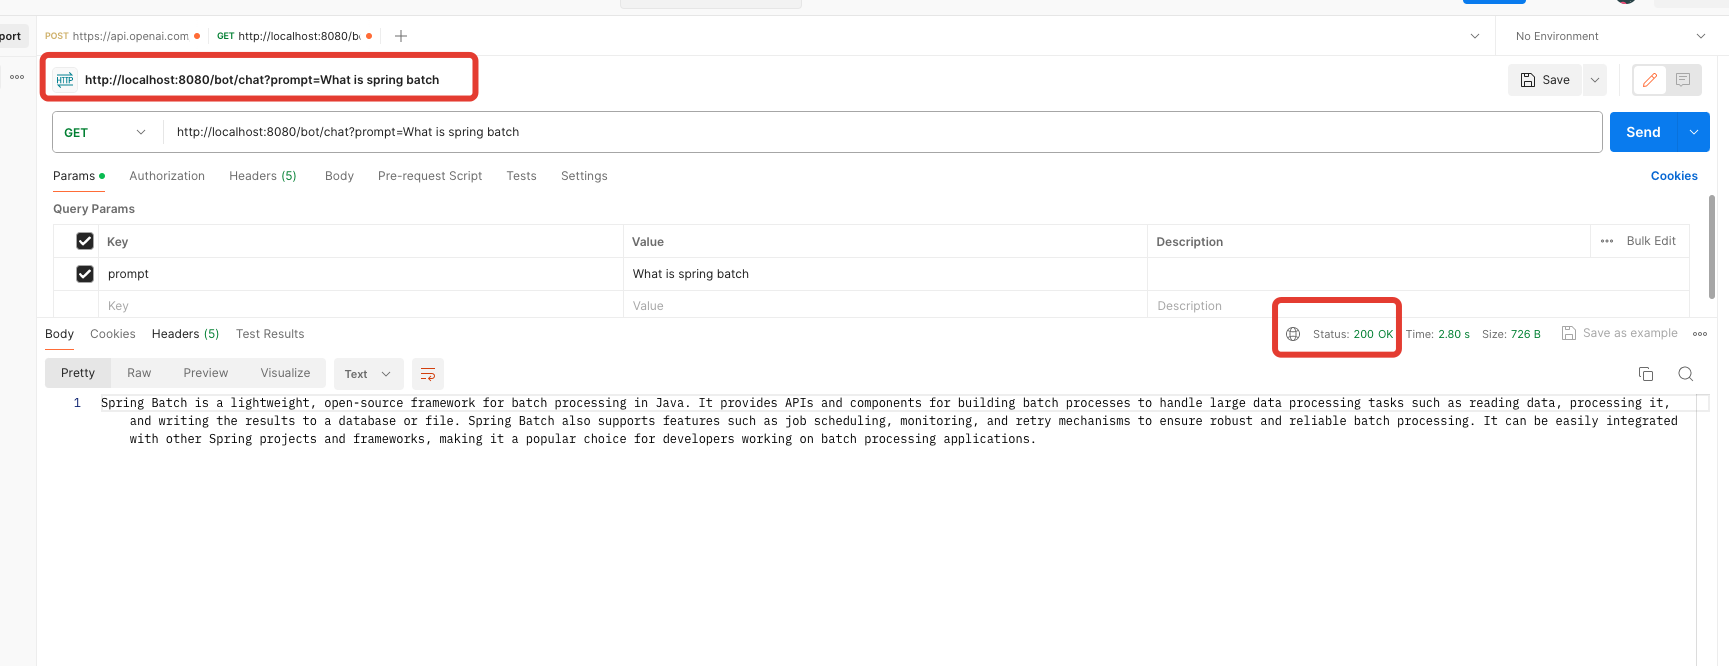 port
POST https://api.openai.com
GET http://localhost:8080/b
No Environment
HTTP http://localhost:8080/bot/chat?prompt=What is spring batch
Save
GET http://localhost:8080/bot/chat?prompt=What is spring batch
Send
Params Authorization Headers (5) Body Pre-request Script Tests Settings Cookies
Query Params
Key Value Description Bulk Edit
prompt What is spring batch
Key Value Description
Body Cookies Headers (5) Test Results Status: 200 OK Time: 2.80 s Size: 726 B Save as example
Pretty Raw Preview Visualize Text
1 Spring Batch is a lightweight, open-source framework for batch processing in Java. It provides APIs and components for building batch processes to handle large data processing tasks such as reading data, processing it,
and writing the results to a database or file. Spring Batch also supports features such as job scheduling, monitoring, and retry mechanisms to ensure robust and reliable batch processing. It can be easily integrated
with other Spring projects and frameworks, making it a popular choice for developers working on batch processing applications.